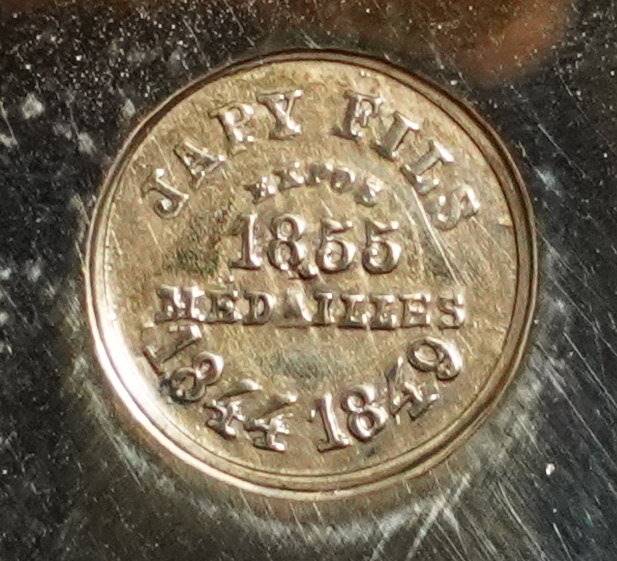 JAPY FILS
EXPOS
1855
MÉDAILLES
1844 1849